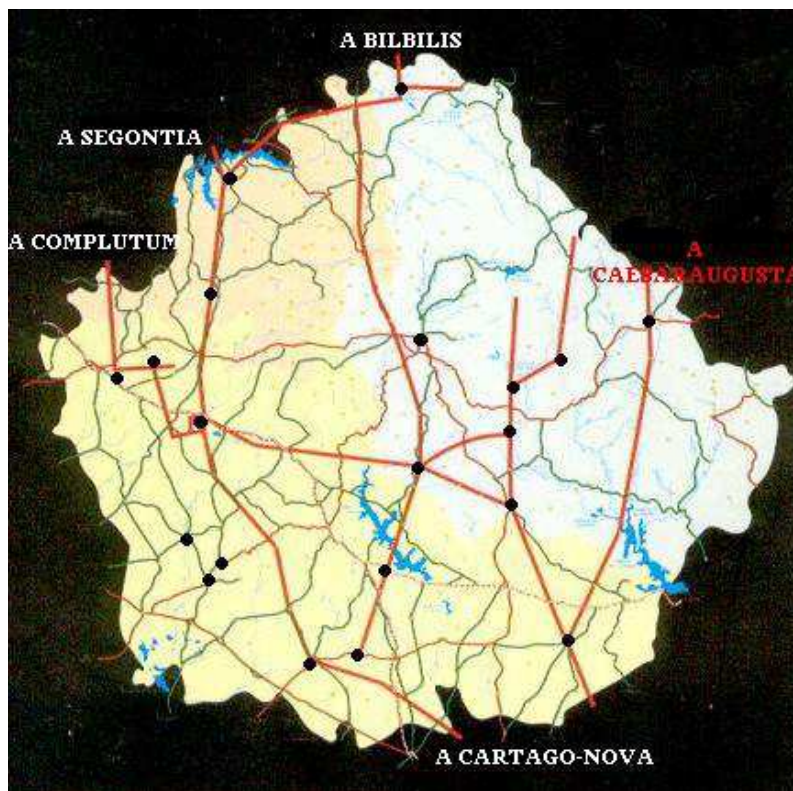 A BILBILIS
A SEGONTIA
A COMPLUTUM
A
CAESARAUGUSTA
A CARTAGO-NOVA